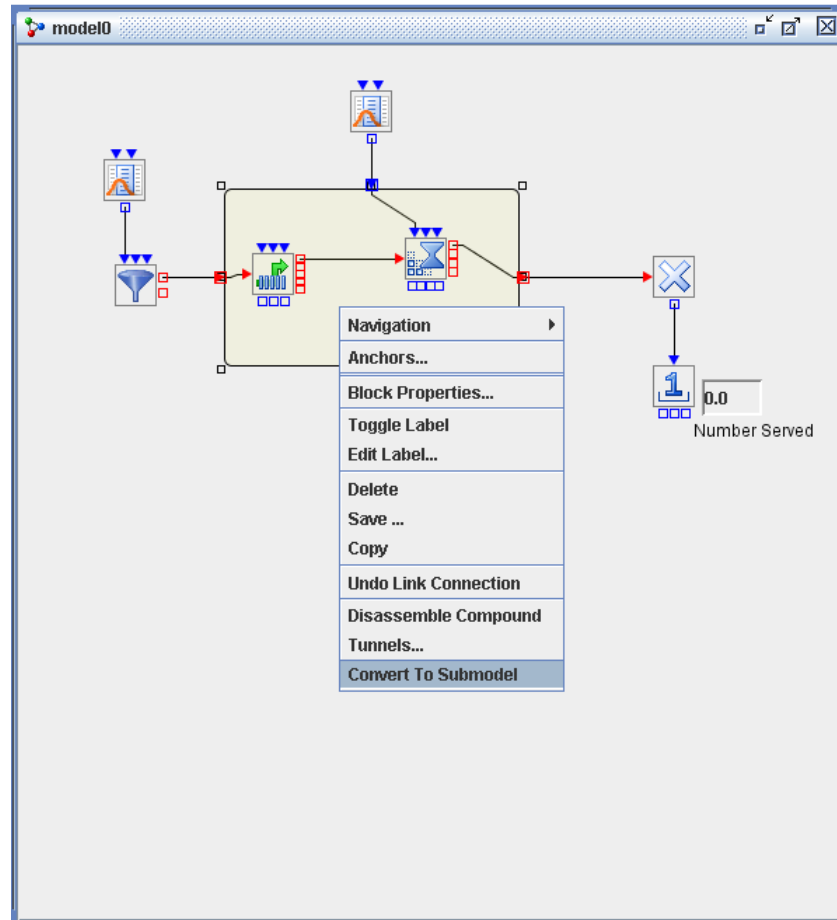 model0
Navigation
Anchors...
Block Properties...
Toggle Label
Edit Label...
Delete
Save ...
Copy
Undo Link Connection
Disassemble Compound
Tunnels...
Convert To Submodel
1
0.0
Number Served